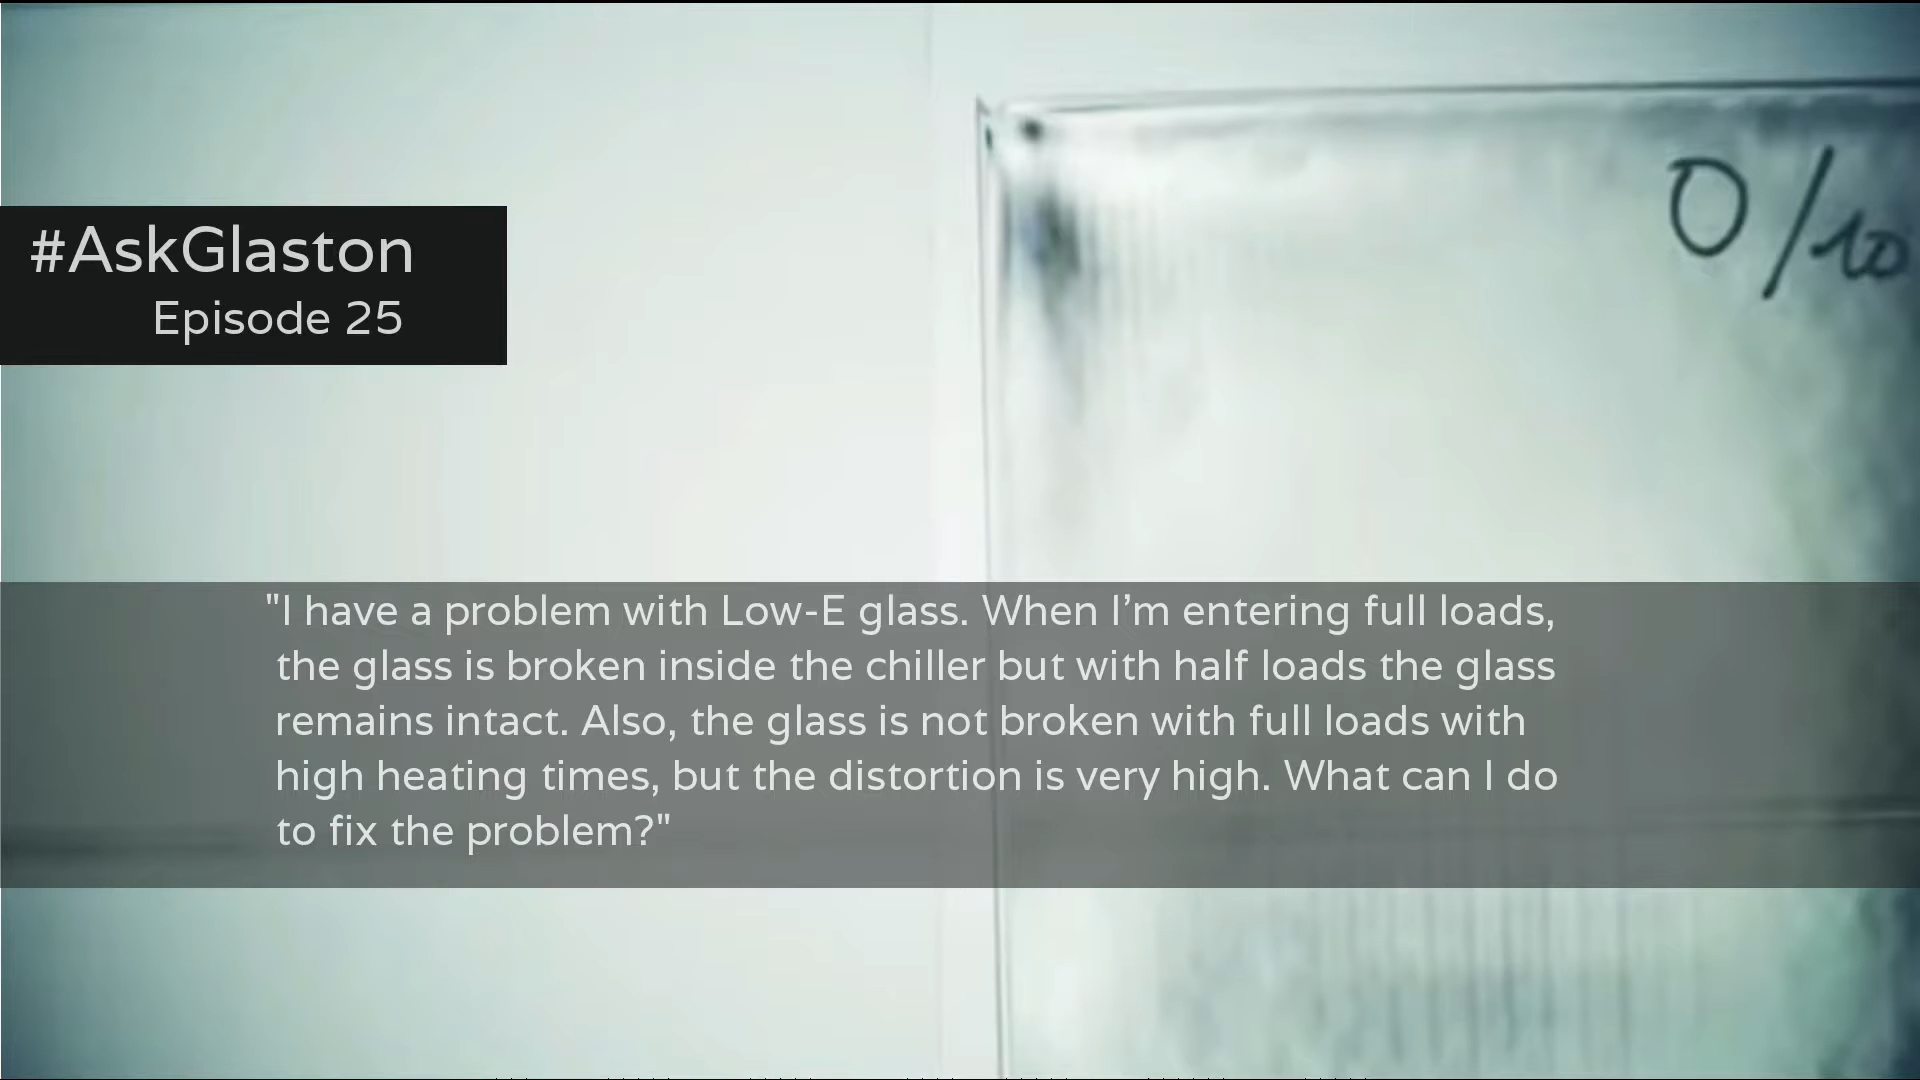 #AskGlaston
Episode 25
0/10
"I have a problem with Low-E glass. When I'm entering full loads,
the glass is broken inside the chiller but with half loads the glass
remains intact. Also, the glass is not broken with full loads with
high heating times, but the distortion is very high. What can I do
to fix the problem?"